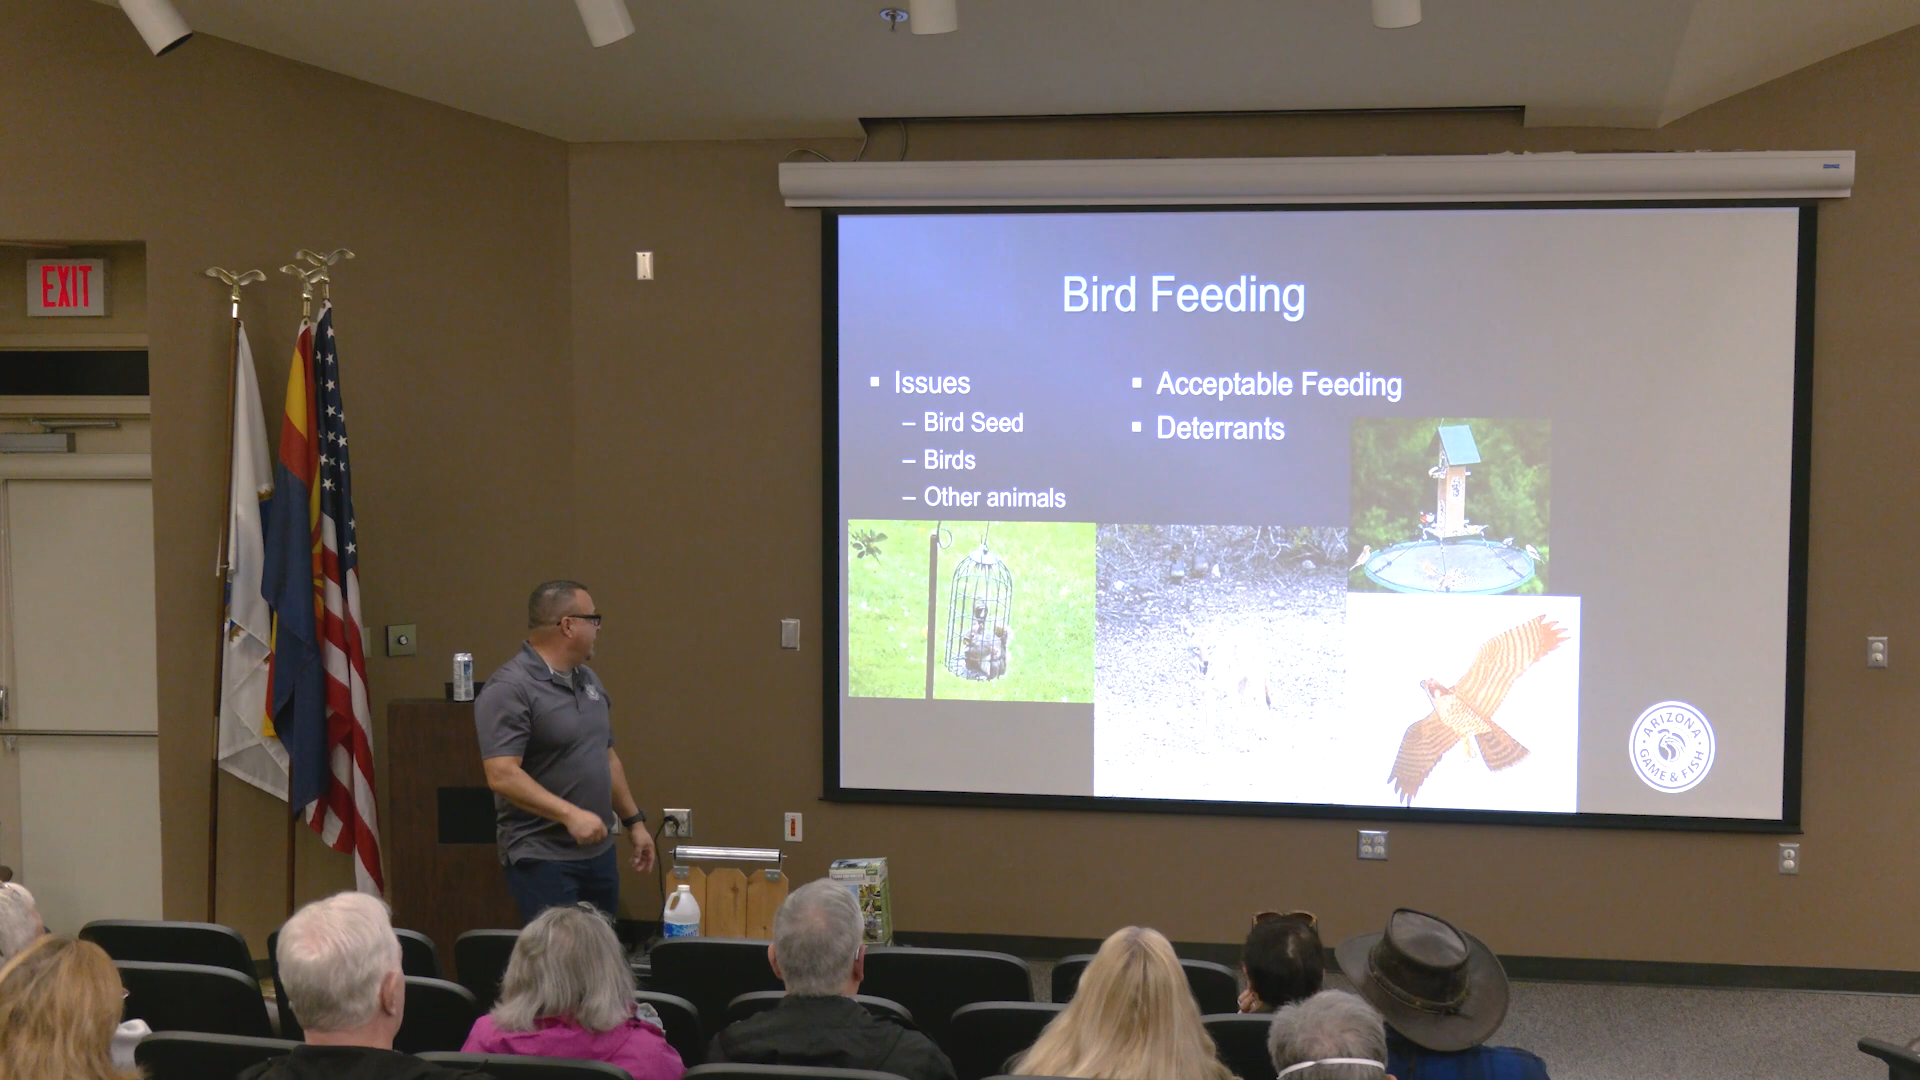 EXIT
Bird Feeding
▪ Issues
– Bird Seed
– Birds
– Other animals
▪ Acceptable Feeding
▪ Deterrants
ARIZONA
GAME & FISH